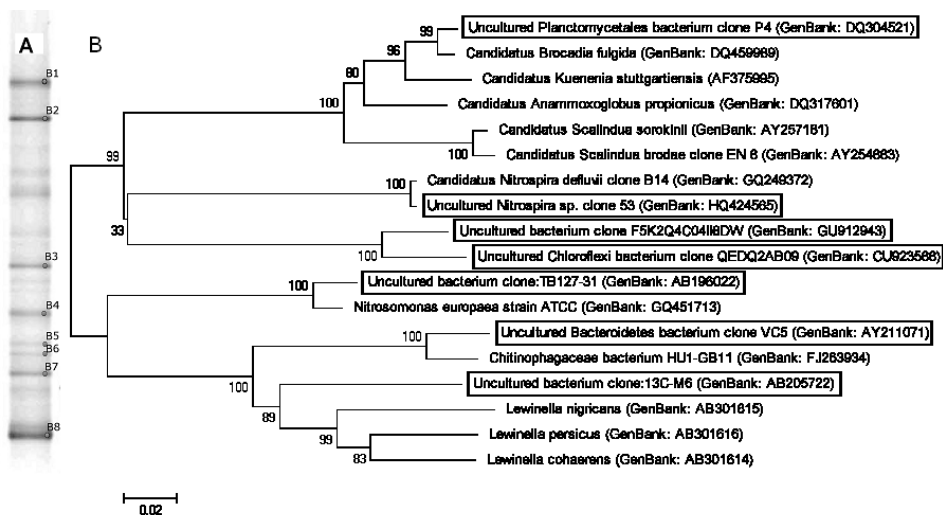 A
B
B1
B2
B3
B4
B5
B6
B7
B8
Uncultured Planctomycetales bacterium clone P4 (GenBank: DQ304521)
Candidatus Brocadia fulgida (GenBank: DQ459989)
Candidatus Kuenenia stuttgartiensis (AF375995)
Candidatus Anammoxoglobus propionicus (GenBank: DQ317601)
Candidatus Scalindua sorokinii (GenBank: AY257181)
Candidatus Scalindua brodae clone EN 6 (GenBank: AY254883)
Candidatus Nitrospira defluvii clone B14 (GenBank: GQ249372)
Uncultured Nitrospira sp. clone 53 (GenBank: HQ424565)
Uncultured bacterium clone F5K2Q4C04II6DW (GenBank: GU912943)
Uncultured Chloroflexi bacterium clone QEDQ2AB09 (GenBank: CU923588)
Uncultured bacterium clone:TB127-31 (GenBank: AB196022)
Nitrosomonas europaea strain ATCC (GenBank: GQ451713)
Uncultured Bacteroidetes bacterium clone VC5 (GenBank: AY211071)
Chitinophagaceae bacterium HU1-GB11 (GenBank: FJ263934)
Uncultured bacterium clone:13C-M6 (GenBank: AB205722)
Lewinella nigricans (GenBank: AB301615)
Lewinella persicus (GenBank: AB301616)
Lewinella cohaerens (GenBank: AB301614)
99
96
80
100
100
99
100
33
100
100
100
100
89
99
83
0.02